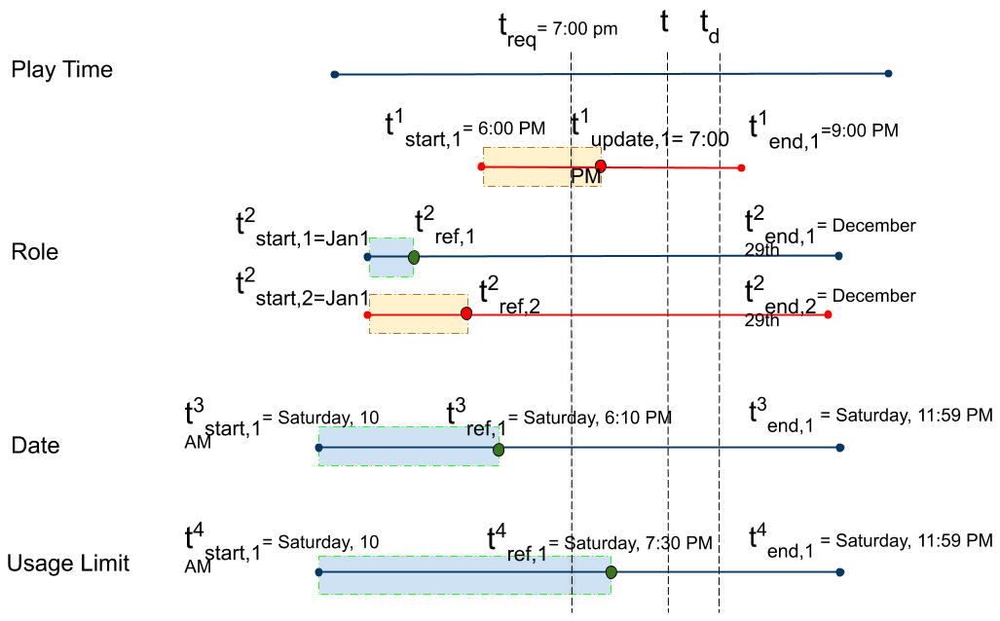 t_req = 7:00 pm t t_d
Play Time
t^1_start,1 = 6:00 PM t^1_update,1= 7:00 PM t^1_end,1 =9:00 PM
Role
t^2_start,1=Jan1 t^2_ref,1 t^2_end,1 = December 29th
t^2_start,2=Jan1 t^2_ref,2 t^2_end,2 = December 29th
Date
t^3_start,1 = Saturday, 10 AM t^3_ref,1 = Saturday, 6:10 PM t^3_end,1 = Saturday, 11:59 PM
Usage Limit
t^4_start,1 = Saturday, 10 AM t^4_ref,1 = Saturday, 7:30 PM t^4_end,1 = Saturday, 11:59 PM